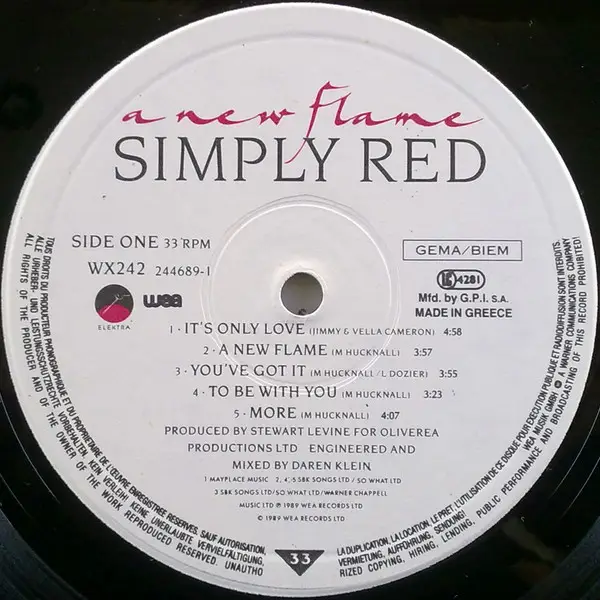 a new flame
SIMPLY RED
SIDE ONE 33 RPM
WX242 244689-1
GEMA/BIEM
4281
Mfd. by G.P.I. S.A.
MADE IN GREECE
ELEKTRA
wea
1 · IT'S ONLY LOVE (JIMMY & VELLA CAMERON) 4:58
2 · A NEW FLAME (M HUCKNALL) 3:57
3 · YOU'VE GOT IT (M HUCKNALL/L DOZIER) 3:55
4 · TO BE WITH YOU (M HUCKNALL) 3:23
5 · MORE (M HUCKNALL) 4:07
PRODUCED BY STEWART LEVINE FOR OLIVEREA
PRODUCTIONS LTD ENGINEERED AND
MIXED BY DAREN KLEIN
1 MAYPLACE MUSIC 2, 4, 5 SBK SONGS LTD / SO WHAT LTD
3 SBK SONGS LTD / SO WHAT LTD / WARNER CHAPPELL
MUSIC LTD ℗ 1989 WEA RECORDS LTD
© 1989 WEA RECORDS LTD
33
TOUS DROITS DU PRODUCTEUR PHONOGRAPHIQUE ET DU PROPRIETAIRE DE L'ŒUVRE ENREGISTREE RESERVES. SAUF AUTORISATION,
LA DUPLICATION, LA LOCATION, LE PRET, L'UTILISATION DE CE DISQUE POUR EXECUTION PUBLIQUE ET RADIODIFFUSION SONT INTERDITS.
ALLE URHEBER- UND LEISTUNGSSCHUTZRECHTE VORBEHALTEN. KEIN VERLEIH! KEINE UNERLAUBTE VERVIELFÄLTIGUNG,
VERMIETUNG, AUFFÜHRUNG, SENDUNG! WEA MUSIK GMBH A WARNER COMMUNICATIONS COMPANY
ALL RIGHTS OF THE PRODUCER AND OF THE OWNER OF THE WORK REPRODUCED RESERVED. UNAUTHO
RIZED COPYING, HIRING, LENDING, PUBLIC PERFORMANCE AND BROADCASTING OF THIS RECORD PROHIBITED!